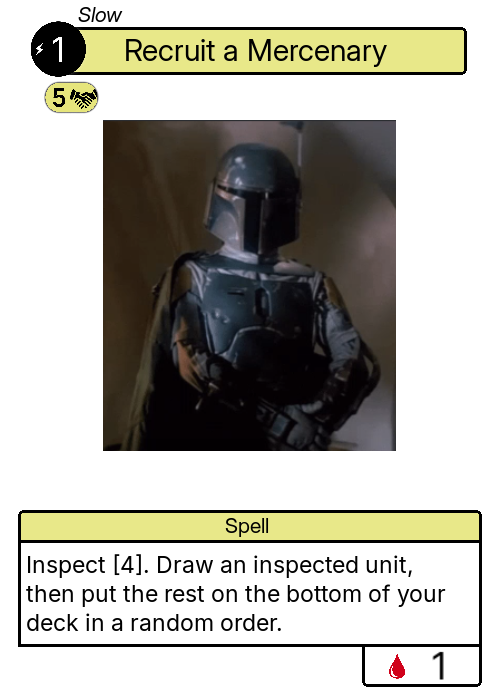 Slow
1 Recruit a Mercenary
5
Spell
Inspect [4]. Draw an inspected unit,
then put the rest on the bottom of your
deck in a random order.
1